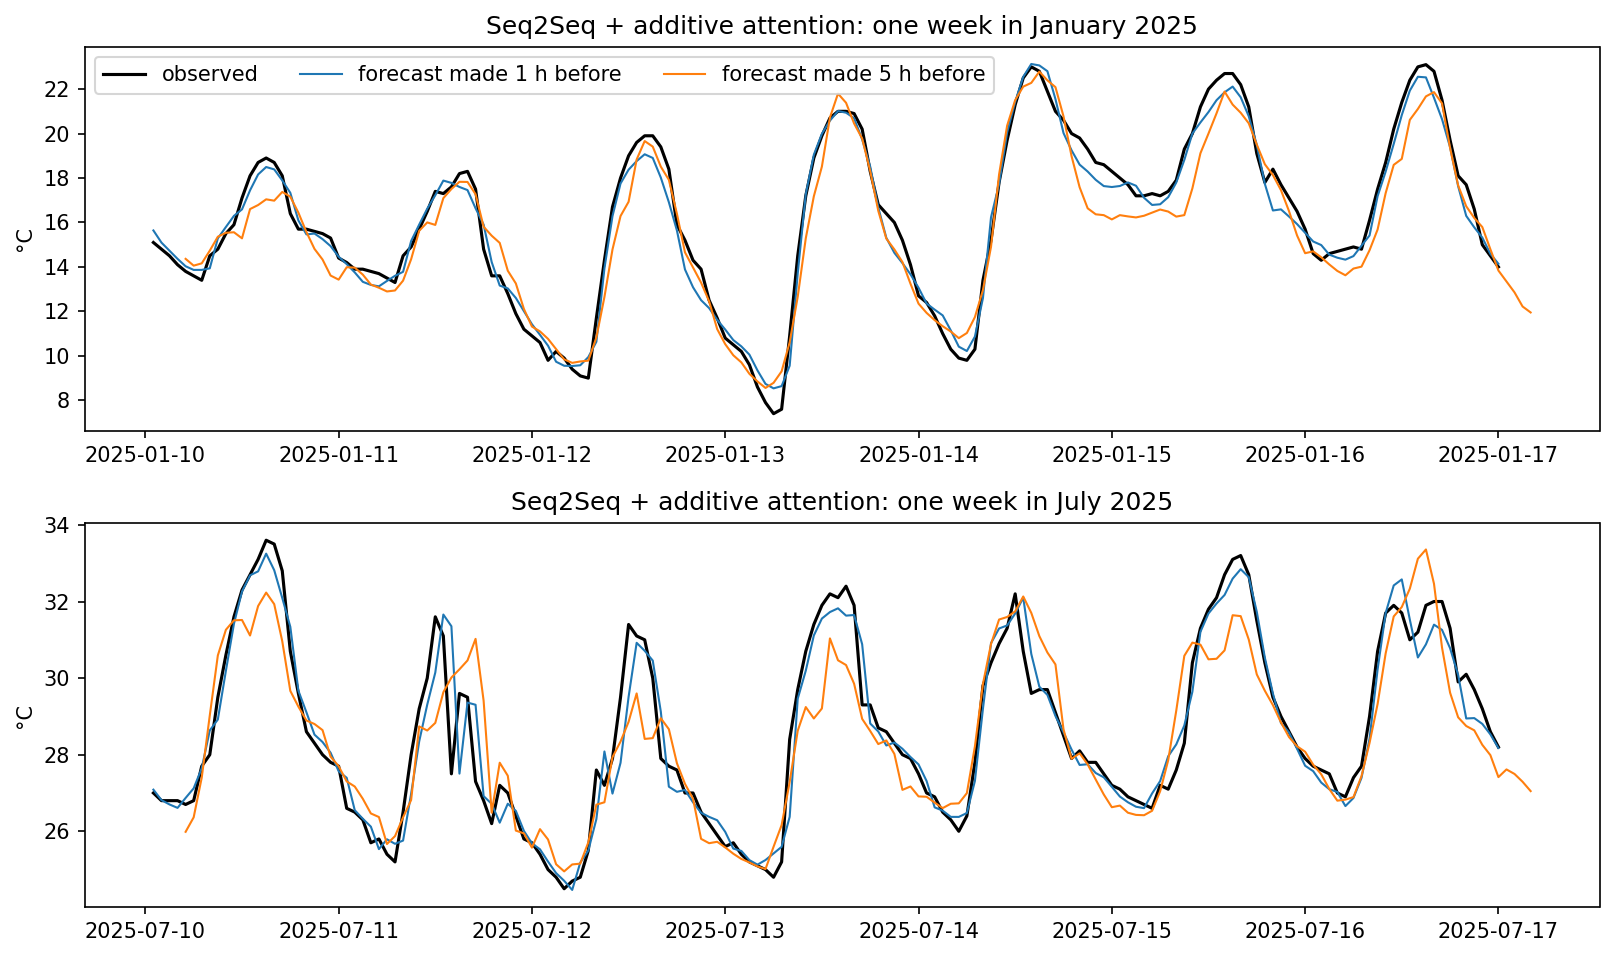 Seq2Seq + additive attention: one week in January 2025
observed
forecast made 1 h before
forecast made 5 h before
°C
22
20
18
16
14
12
10
8
2025-01-10 2025-01-11 2025-01-12 2025-01-13 2025-01-14 2025-01-15 2025-01-16 2025-01-17
Seq2Seq + additive attention: one week in July 2025
°C
34
32
30
28
26
2025-07-10 2025-07-11 2025-07-12 2025-07-13 2025-07-14 2025-07-15 2025-07-16 2025-07-17